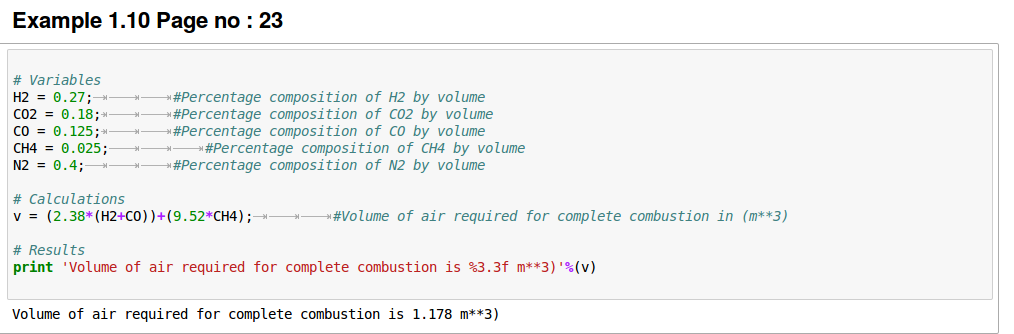 Example 1.10 Page no : 23
# Variables
H2 = 0.27; #Percentage composition of H2 by volume
CO2 = 0.18; #Percentage composition of CO2 by volume
CO = 0.125; #Percentage composition of CO by volume
CH4 = 0.025; #Percentage composition of CH4 by volume
N2 = 0.4; #Percentage composition of N2 by volume
# Calculations
v = (2.38*(H2+CO))+(9.52*CH4); #Volume of air required for complete combustion in (m**3)
# Results
print 'Volume of air required for complete combustion is %3.3f m**3)'%(v)
Volume of air required for complete combustion is 1.178 m**3)